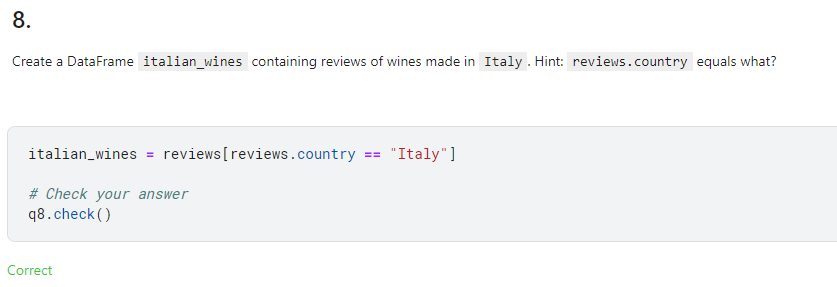 8.
Create a DataFrame italian_wines containing reviews of wines made in Italy . Hint: reviews.country equals what?
italian_wines = reviews[reviews.country == "Italy"]
# Check your answer
q8.check()
Correct